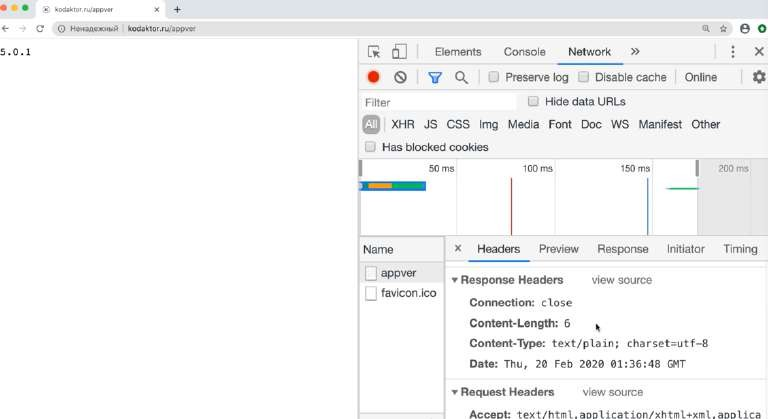 kodaktor.ru/appver
Ненадежный | kodaktor.ru/appver
5.0.1
Elements Console Network
Preserve log Disable cache Online
Filter Hide data URLs
All XHR JS CSS Img Media Font Doc WS Manifest Other
Has blocked cookies
50 ms 100 ms 150 ms 200 ms
Name Headers Preview Response Initiator Timing
appver
favicon.ico
Response Headers view source
Connection: close
Content-Length: 6
Content-Type: text/plain; charset=utf-8
Date: Thu, 20 Feb 2020 01:36:48 GMT
Request Headers view source
Accept: text/html,application/xhtml+xml,applica